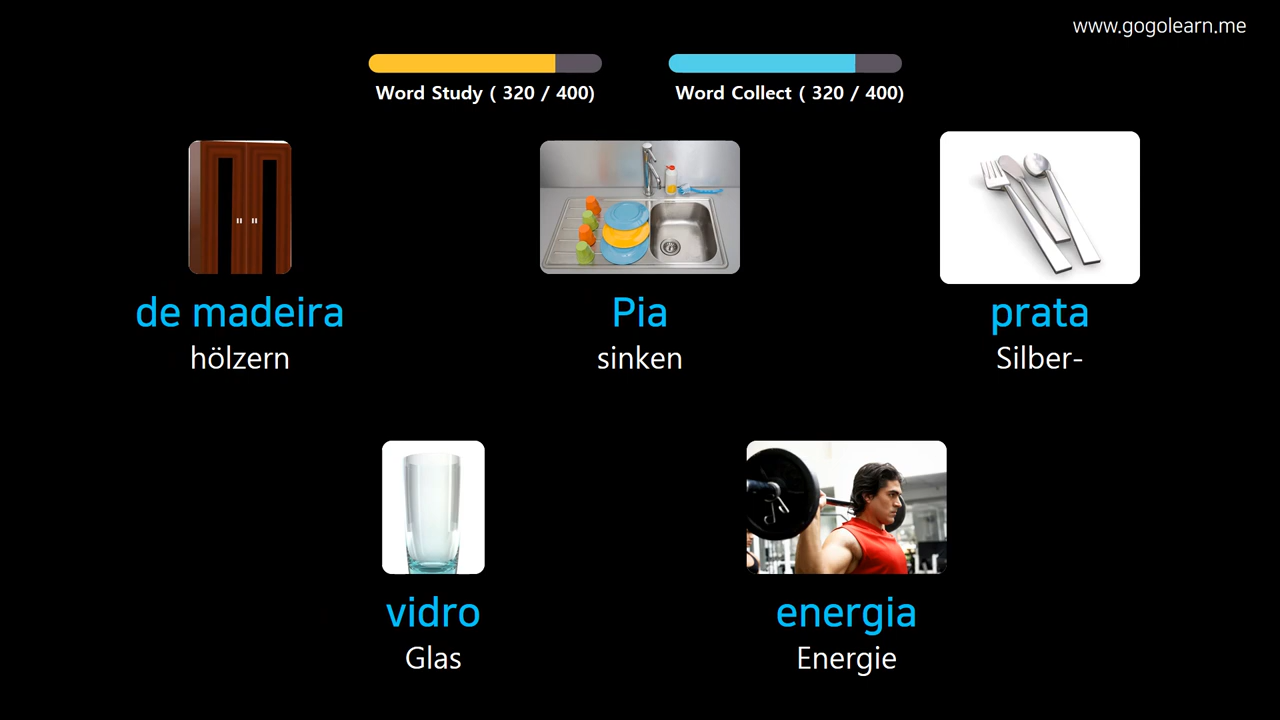 www.gogolearn.me
Word Study ( 320 / 400)
Word Collect ( 320 / 400)
de madeira
hölzern
Pia
sinken
prata
Silber-
vidro
Glas
energia
Energie